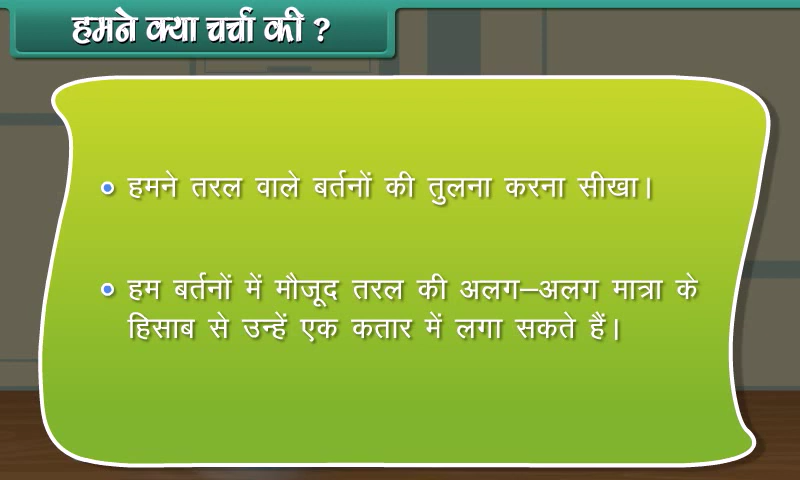 हमने क्या चर्चा की ?
• हमने तरल वाले बर्तनों की तुलना करना सीखा।
• हम बर्तनों में मौजूद तरल की अलग–अलग मात्रा के
हिसाब से उन्हें एक कतार में लगा सकते हैं।